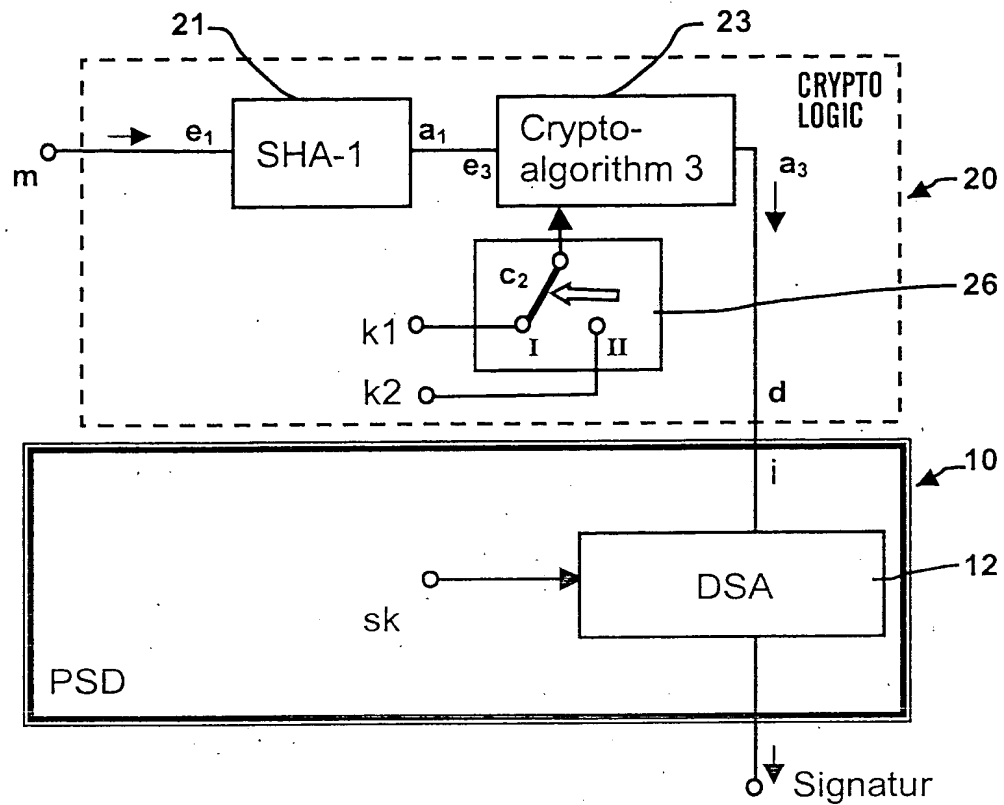 21
23
CRYPTO
LOGIC
e1
SHA-1
a1
e3
Crypto-
algorithm 3
a3
m
20
c2
26
k1
I
II
k2
d
i
10
sk
DSA
12
PSD
Signatur